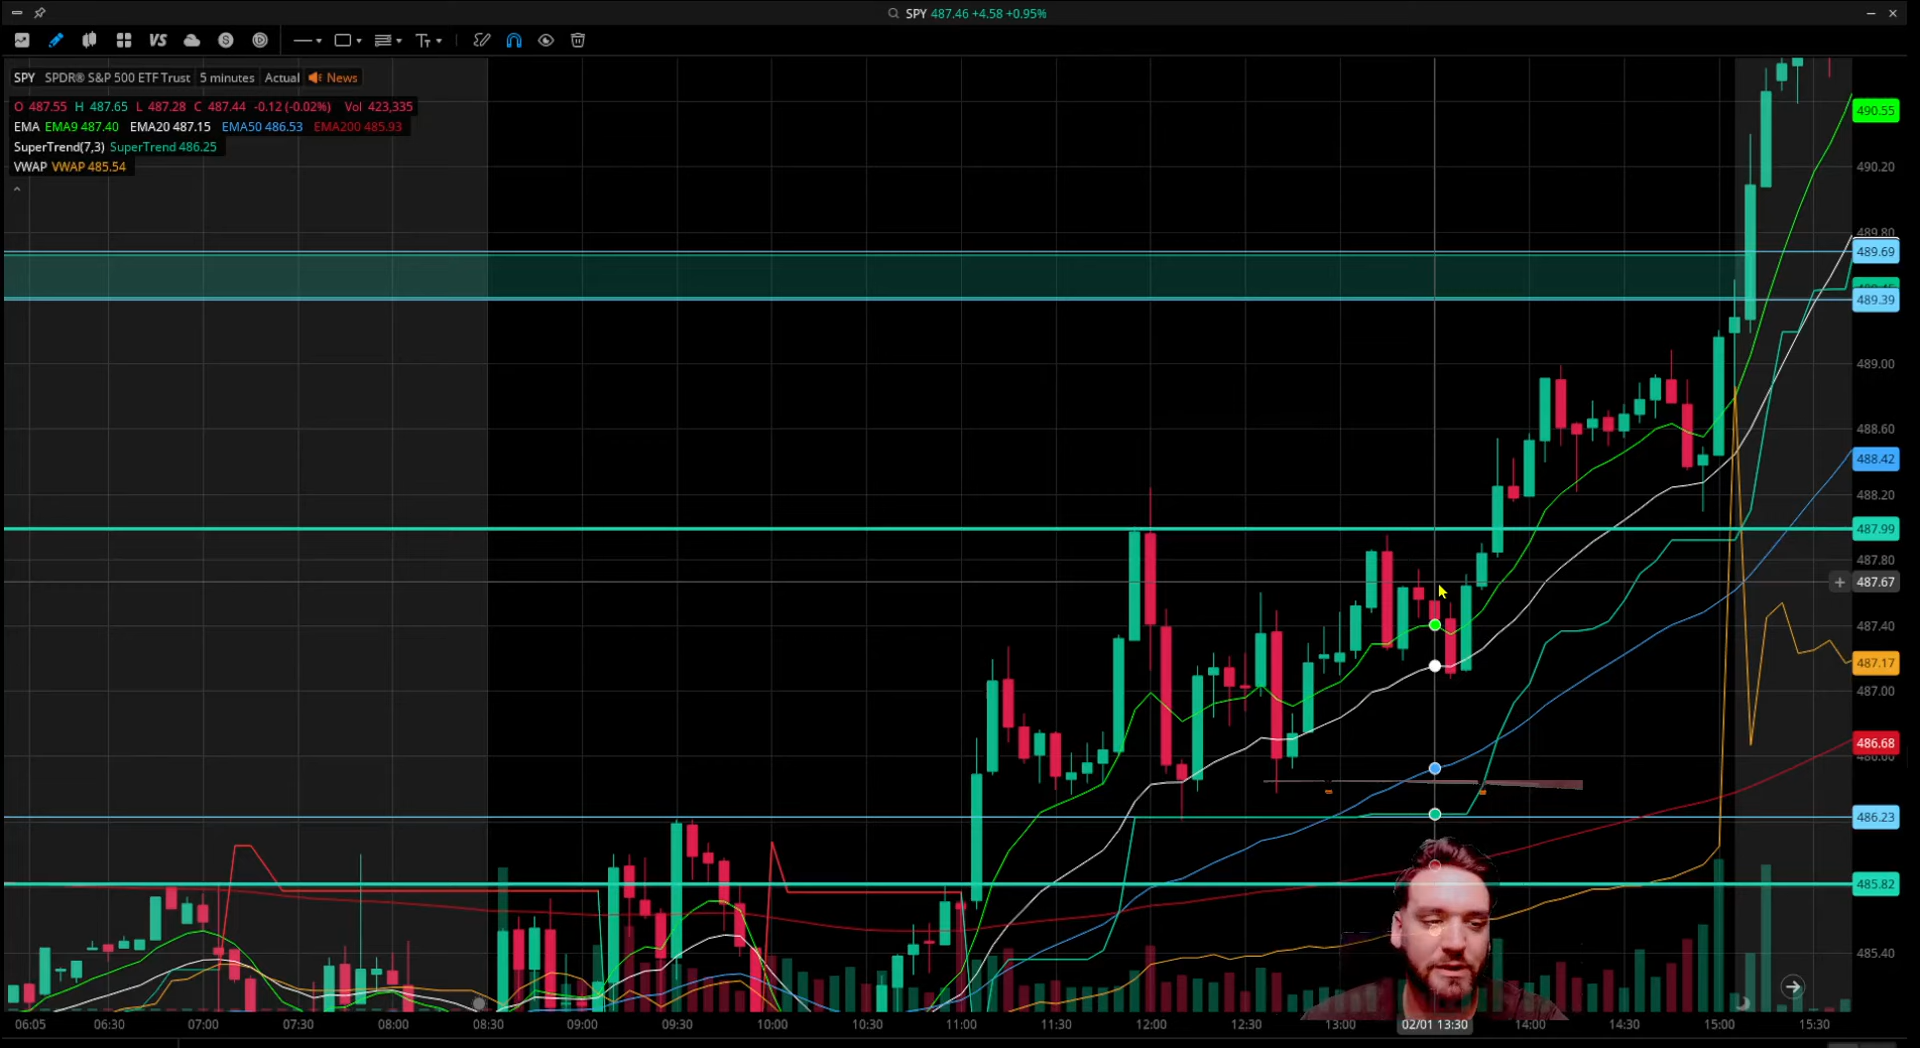 SPY 487.46 +4.58 +0.95%
VS S Tт
SPY SPDR® S&P 500 ETF Trust 5 minutes Actual News
O 487.55 H 487.65 L 487.28 C 487.44 -0.12 (-0.02%) Vol 423,335
EMA EMA9 487.40 EMA20 487.15 EMA50 486.53 EMA200 485.93
SuperTrend(7,3) SuperTrend 486.25
VWAP VWAP 485.54
490.55
490.20
489.80
489.69
489.39
489.00
488.60
488.42
488.20
487.99
487.80
+ 487.67
487.40
487.17
487.00
486.68
486.23
485.82
485.40
06:05 06:30 07:00 07:30 08:00 08:30 09:00 09:30 10:00 10:30 11:00 11:30 12:00 12:30 13:00 02/01 13:30 14:00 14:30 15:00 15:30